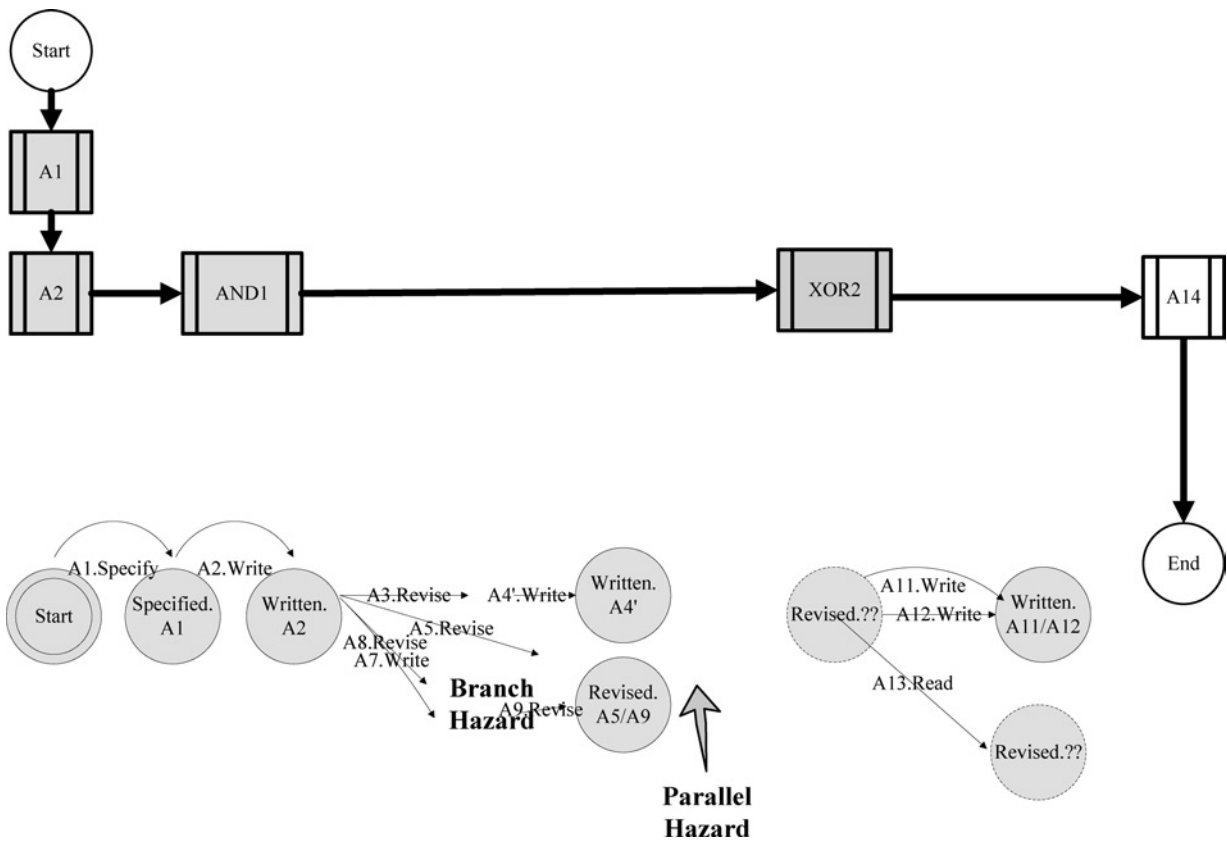 Start
A1
A2
AND1
XOR2
A14
End
A1.Specify
A2.Write
Start
Specified.
A1
Written.
A2
A3.Revise
A4'.Write
Written.
A4'
A5.Revise
A8.Revise
A7.Write
Branch
Hazard
A9.Revise
Revised.
A5/A9
Parallel
Hazard
Revised.??
A11.Write
A12.Write
Written.
A11/A12
A13.Read
Revised.??